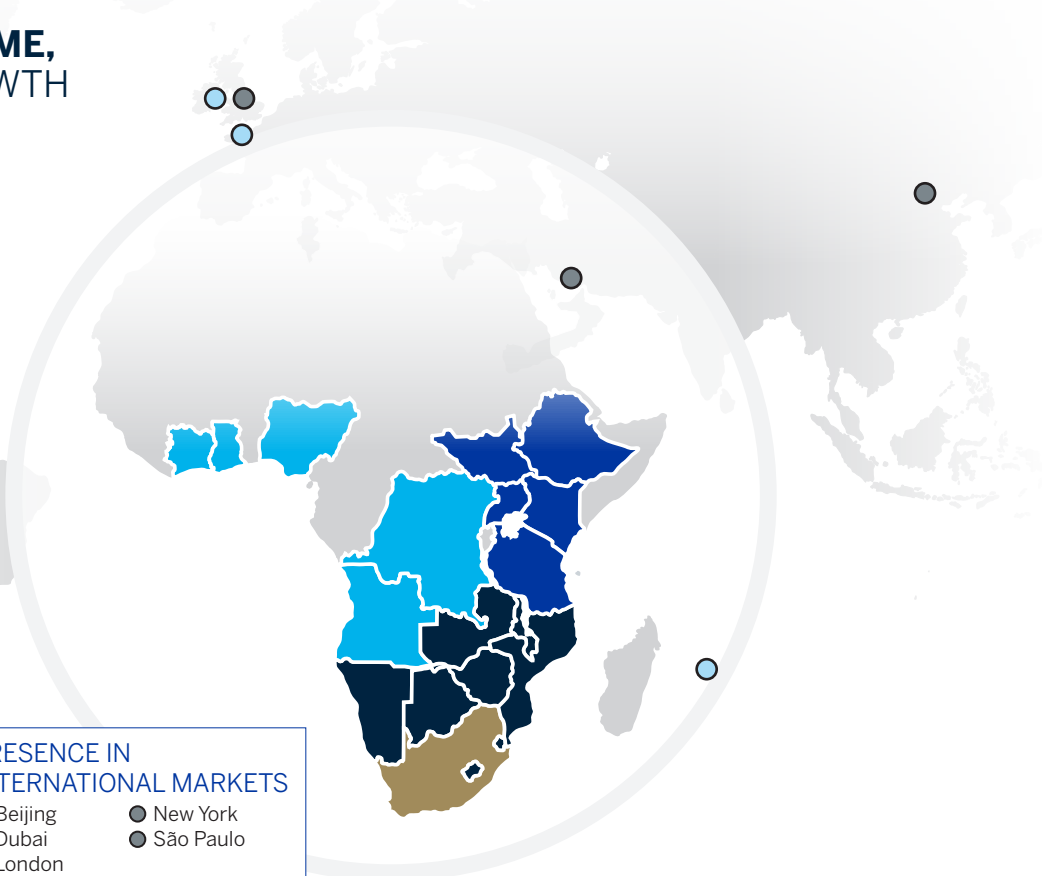 ME,
WTH
RESENCE IN
TERNATIONAL MARKETS
Beijing
New York
Dubai
São Paulo
London